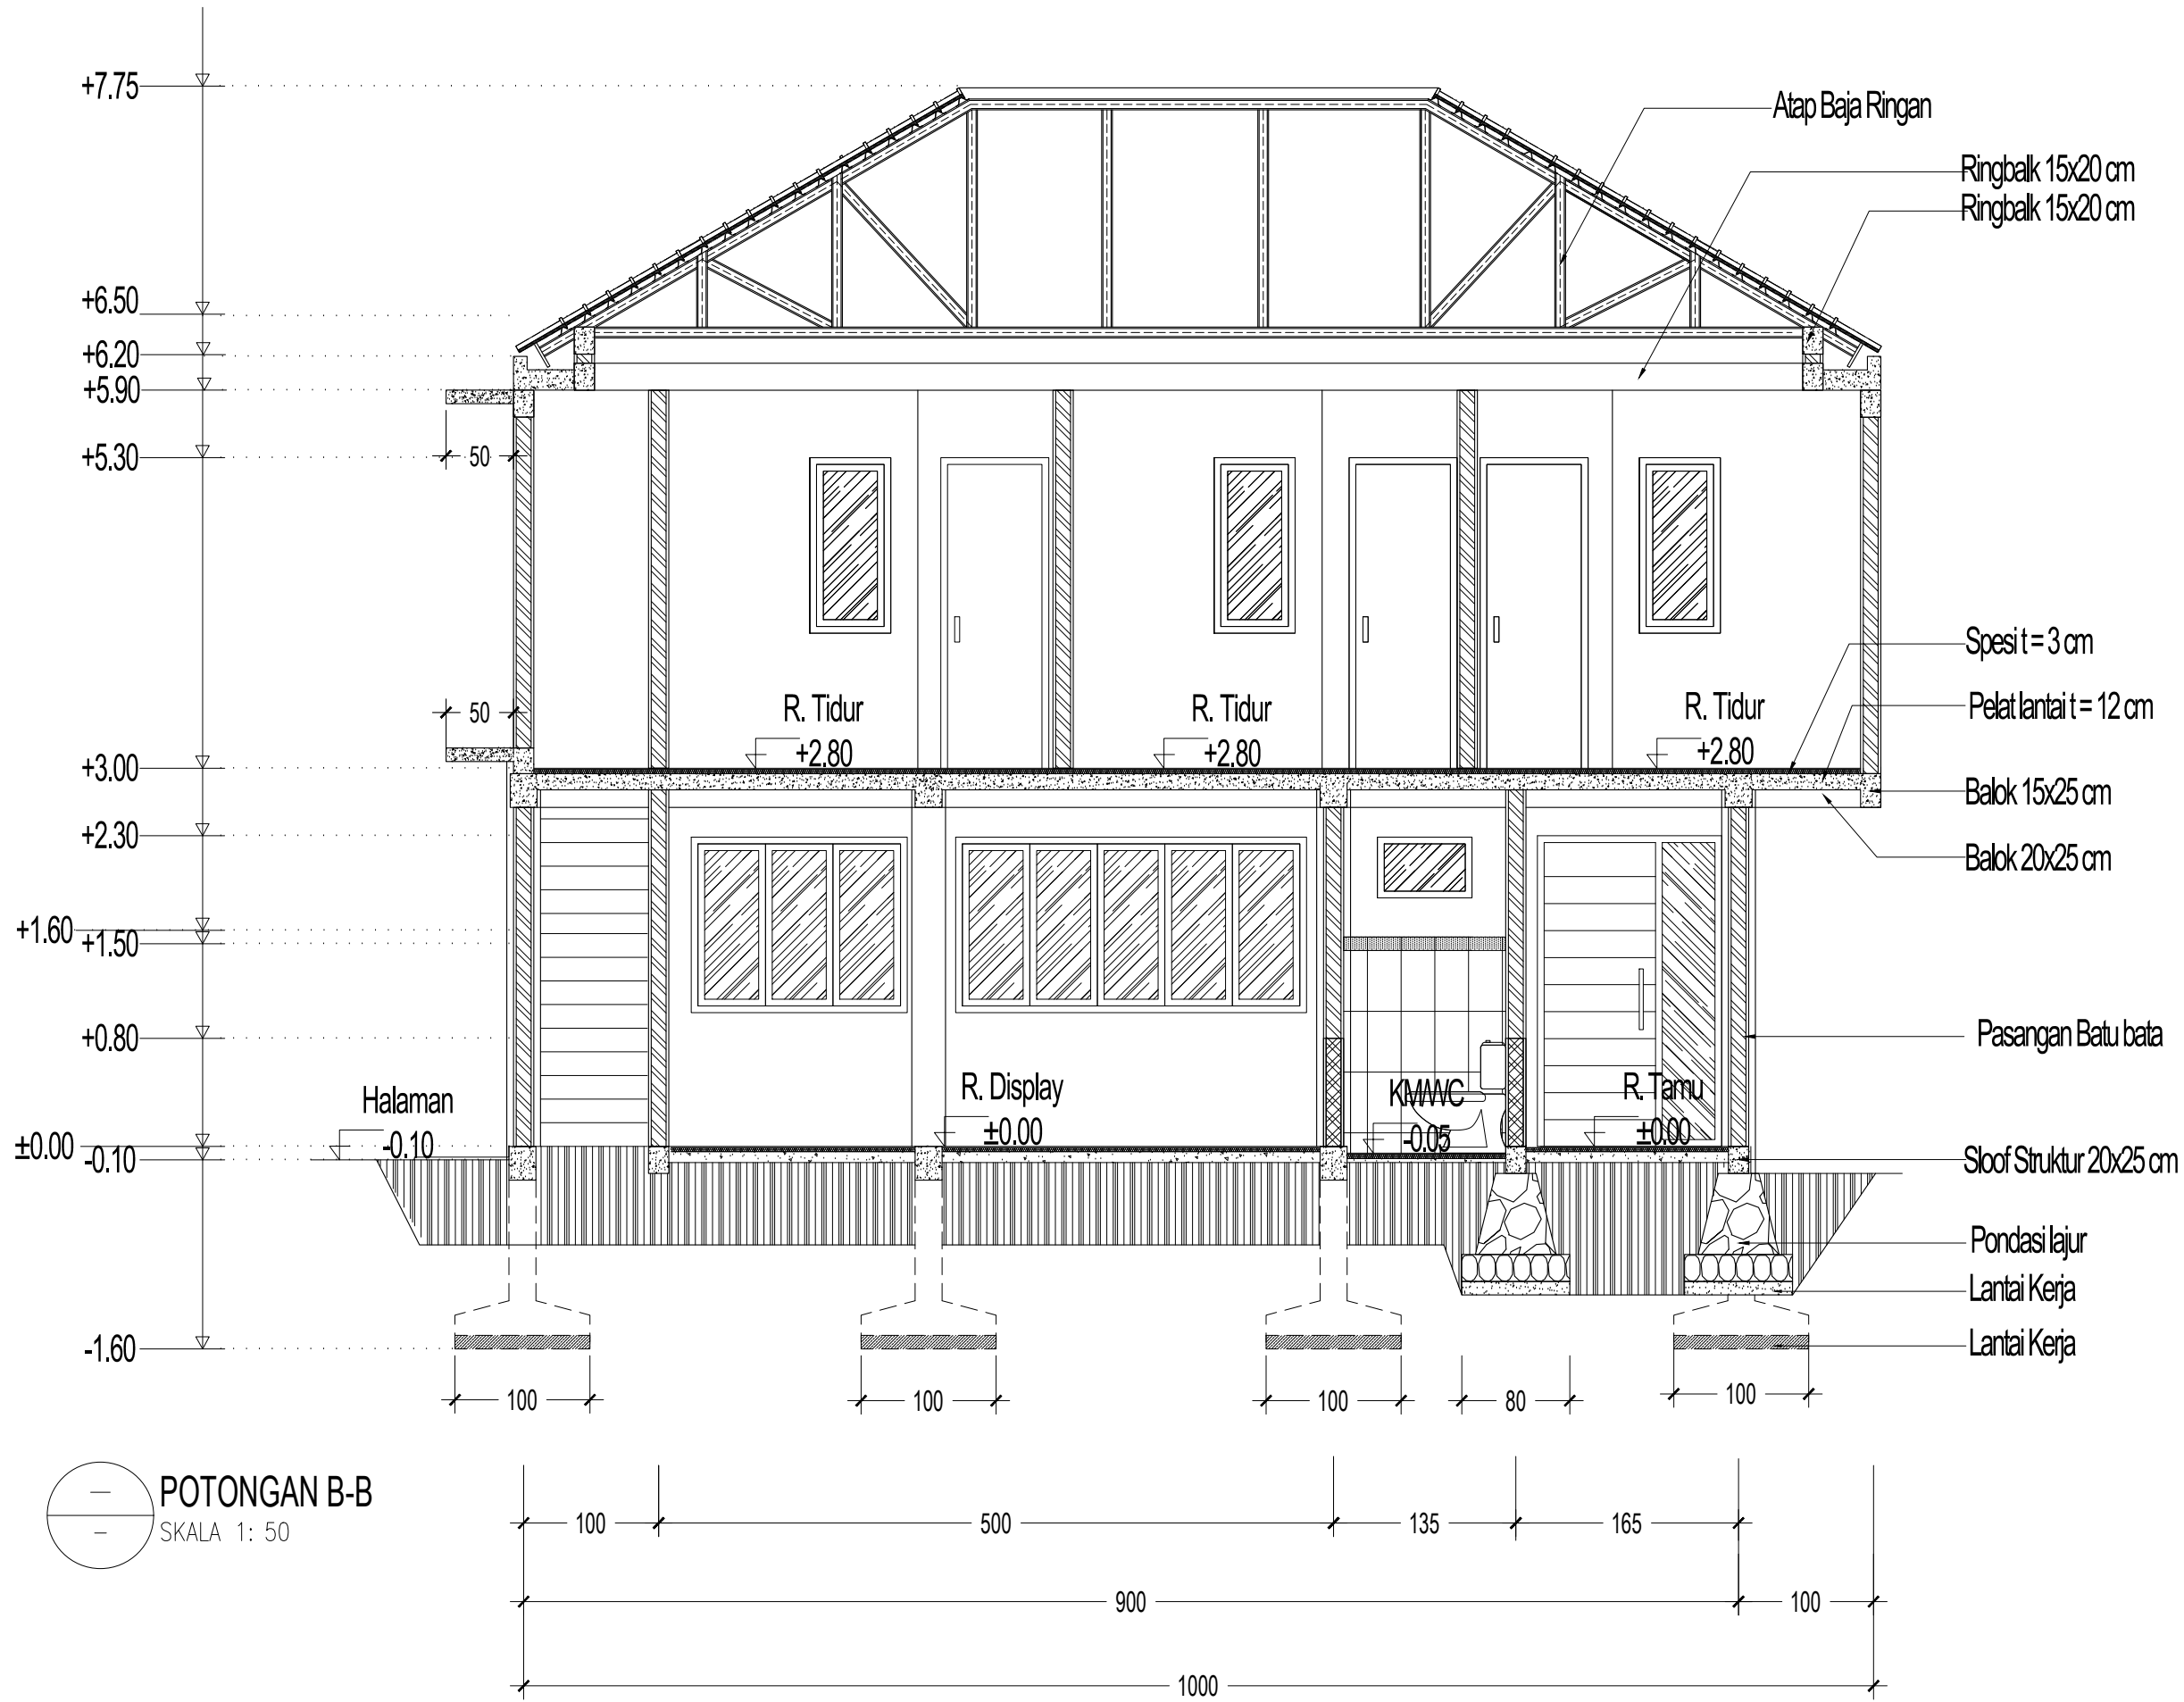 +7.75
Atap Baja Ringan
Ringbalk 15x20 cm
Ringbalk 15x20 cm
+6.50
+6.20
+5.90
+5.30
50
Spesi t = 3 cm
50
R. Tidur
R. Tidur
R. Tidur
Pelat lantai t = 12 cm
+3.00
+2.80
+2.80
+2.80
Balok 15x25 cm
+2.30
Balok 20x25 cm
+1.60
+1.50
+0.80
Pasangan Batu bata
Halaman
R. Display
KM/WC
R. Tamu
±0.00
-0.10
±0.00
-0.05
±0.00
-0.10
Sloof Struktur 20x25 cm
Pondasi lajur
Lantai Kerja
-1.60
Lantai Kerja
100
100
100
80
100
POTONGAN B-B
SKALA 1: 50
100
500
135
165
900
100
1000